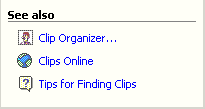 See also
Clip Organizer...
Clips Online
Tips for Finding Clips